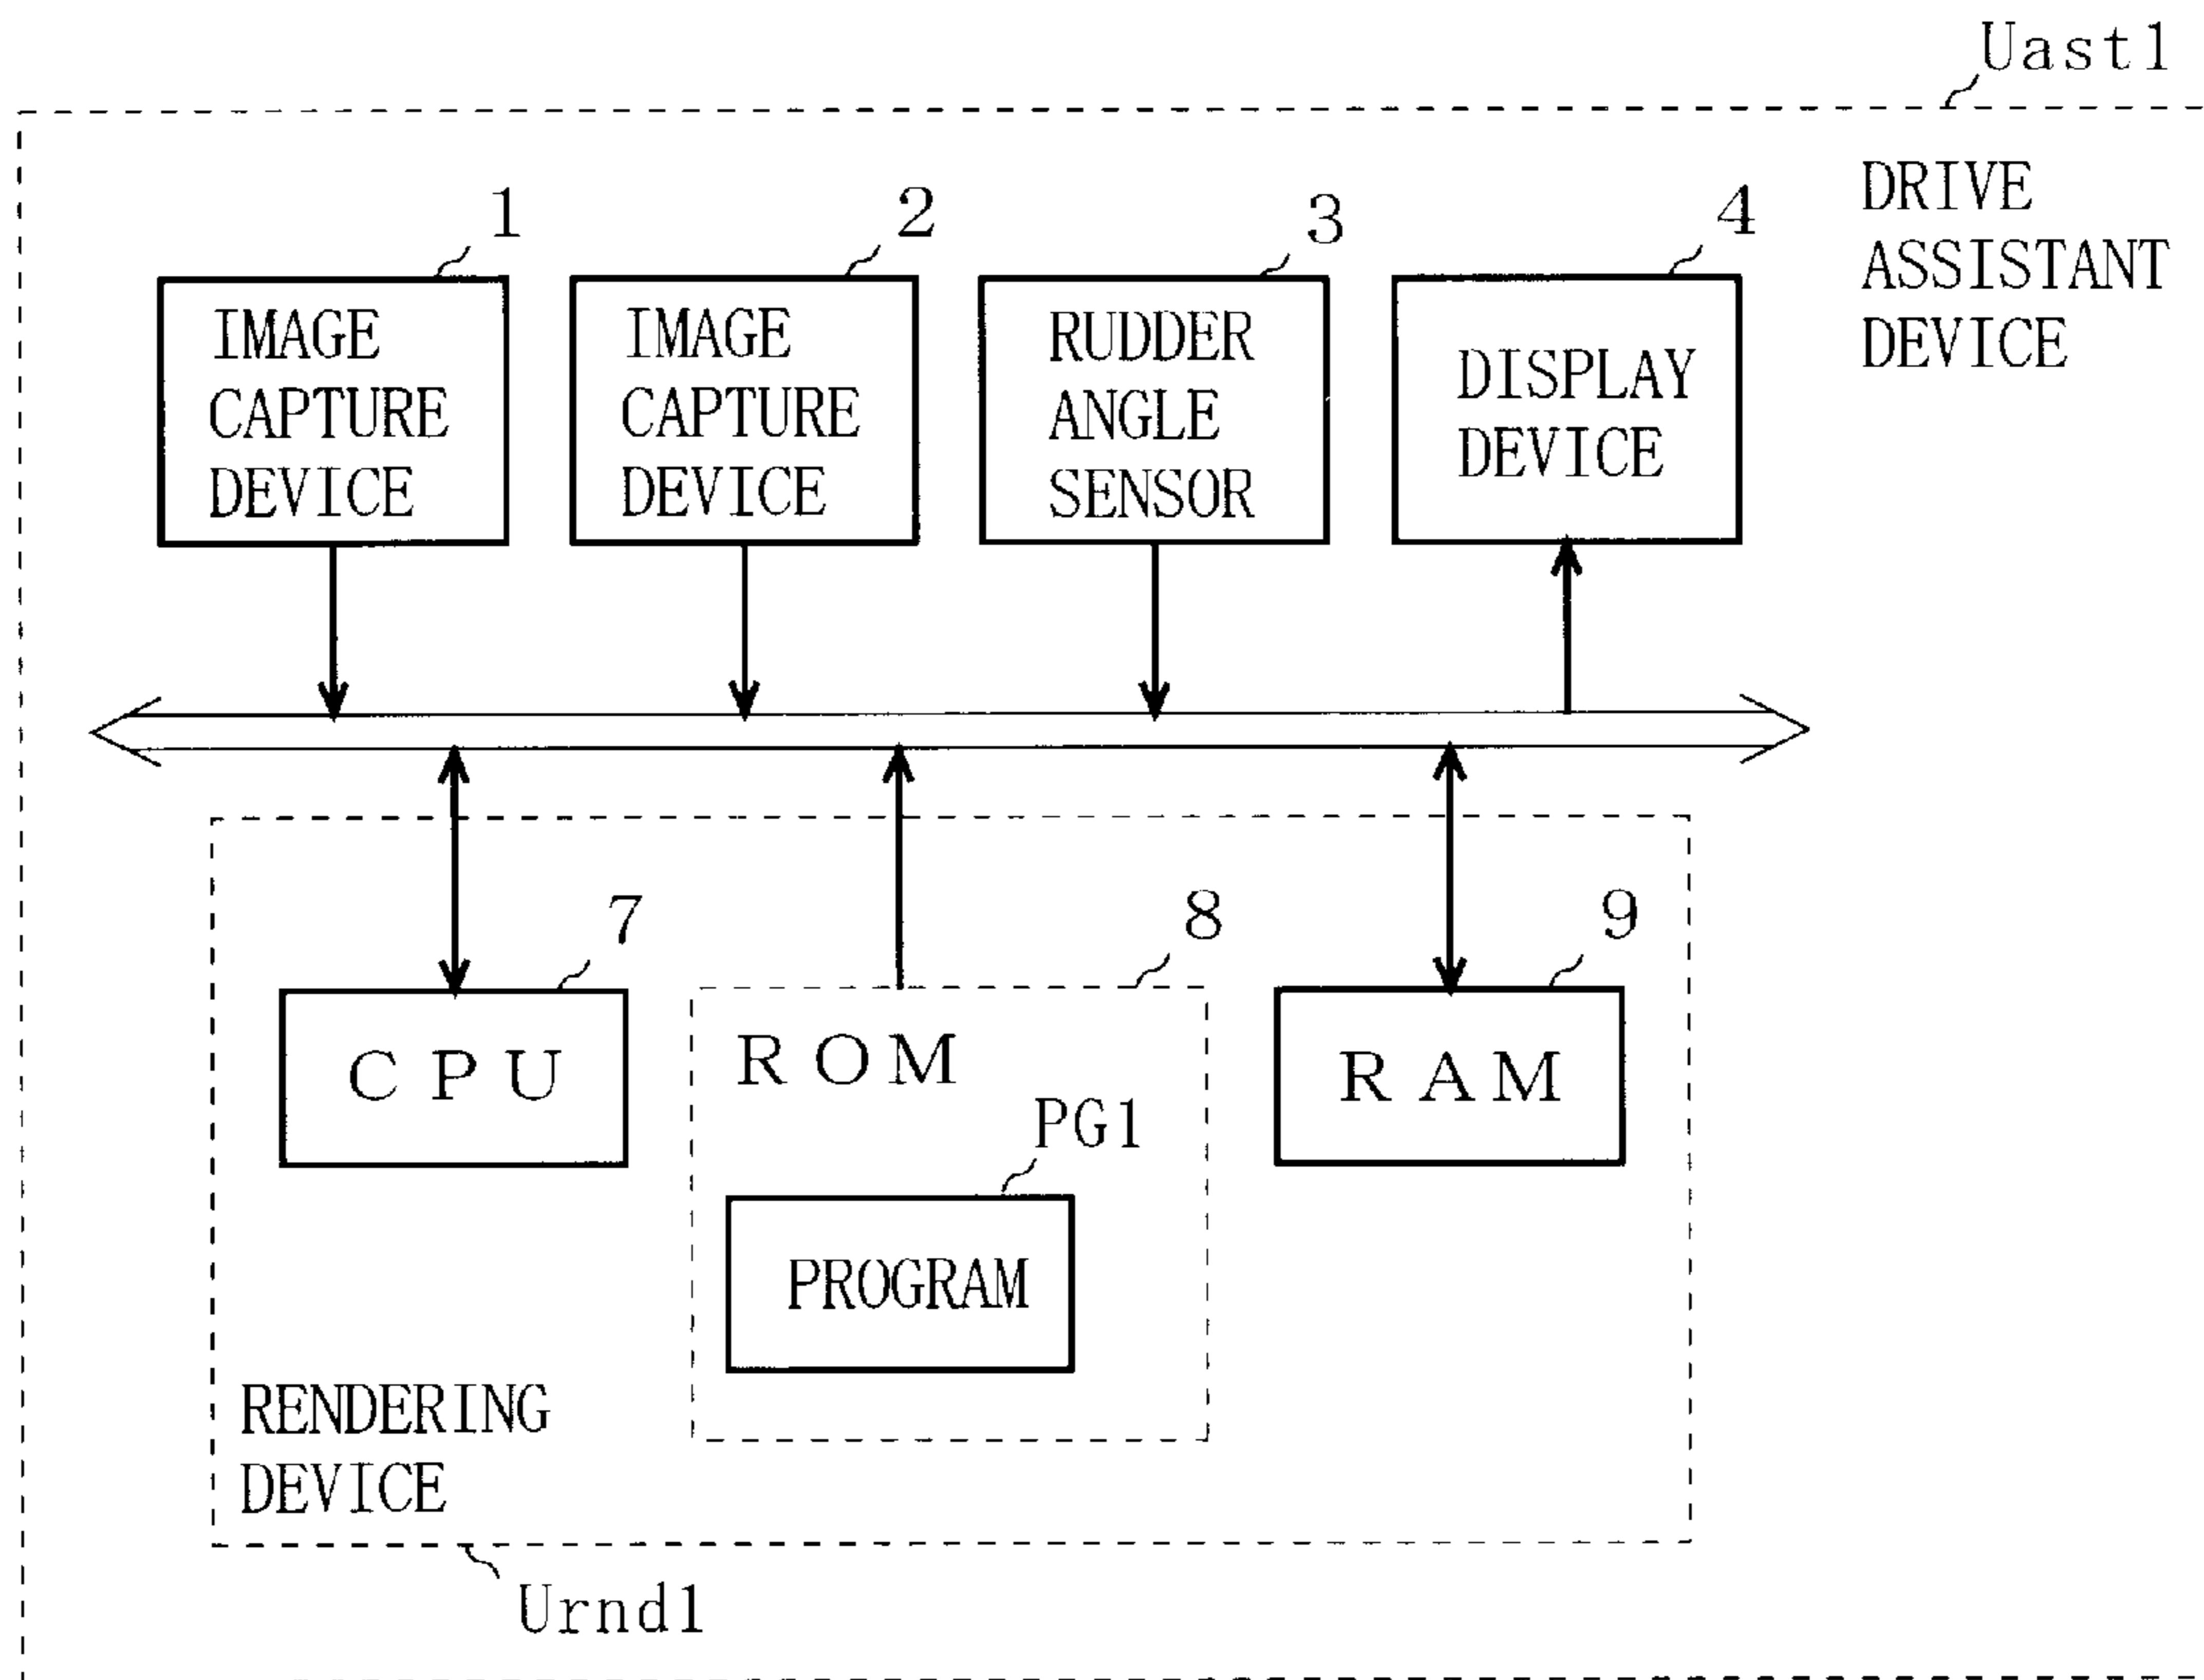 Uast1
DRIVE
ASSISTANT
DEVICE
1
2
3
4
IMAGE
CAPTURE
DEVICE
IMAGE
CAPTURE
DEVICE
RUDDER
ANGLE
SENSOR
DISPLAY
DEVICE
7
8
9
CPU
ROM
RAM
PG1
PROGRAM
RENDERING
DEVICE
Urnd1